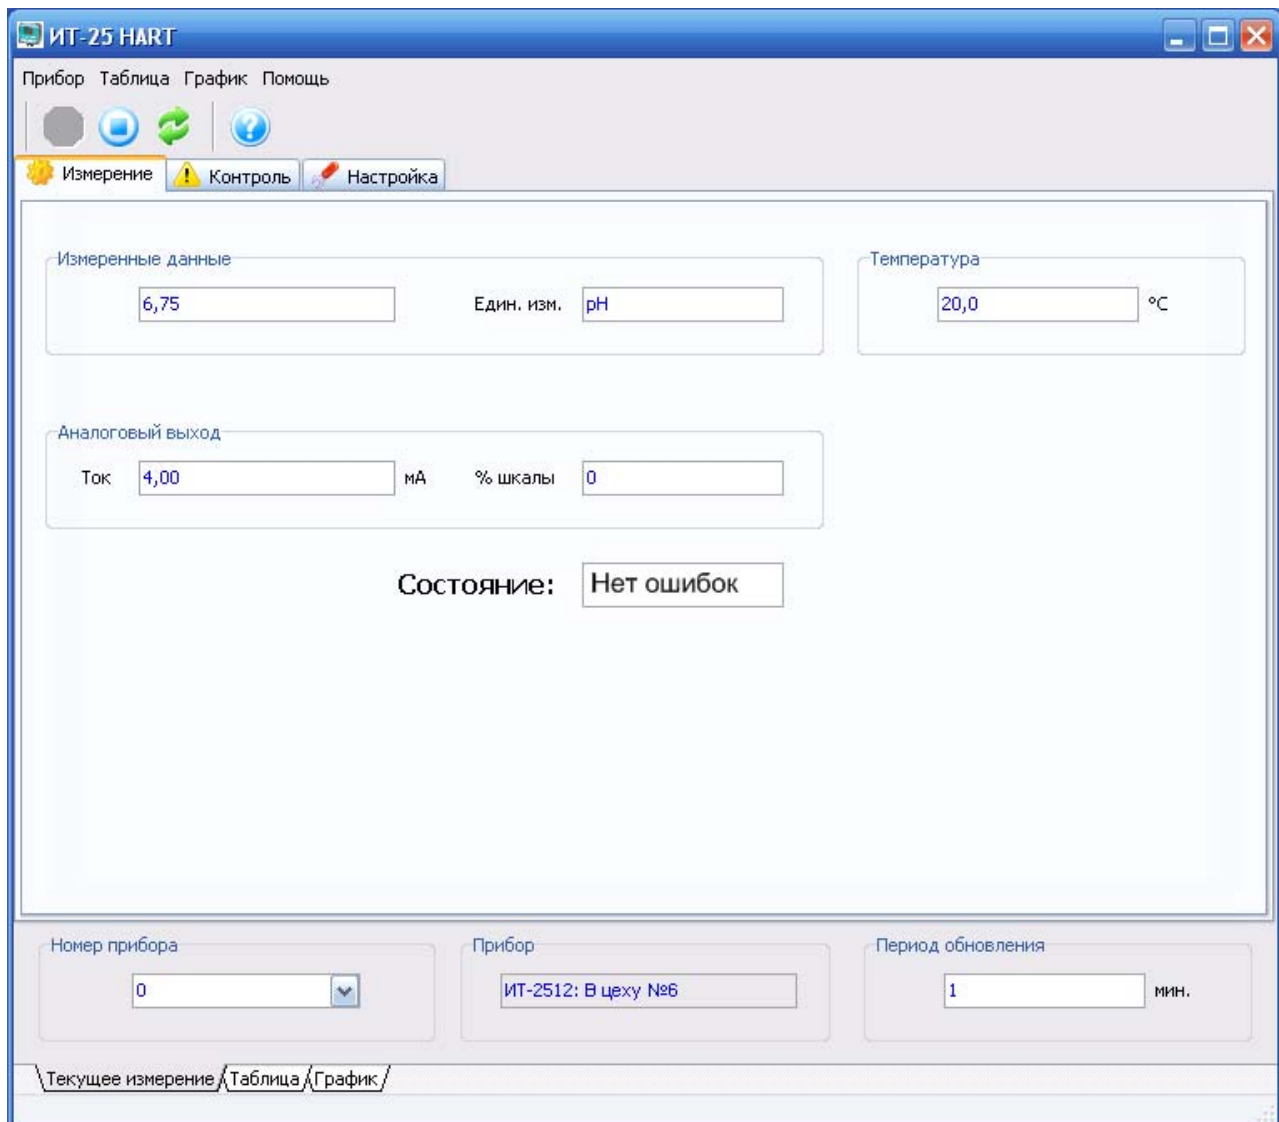 ИТ-25 HART
Прибор Таблица График Помощь
Измерение Контроль Настройка
Измеренные данные Температура
6,75 Един. изм. pH 20,0 °C
Аналоговый выход
Ток 4,00 мА % шкалы 0
Состояние: Нет ошибок
Номер прибора Прибор Период обновления
0 ИТ-2512: В цеху №6 1 мин.
Текущее измерение Таблица График